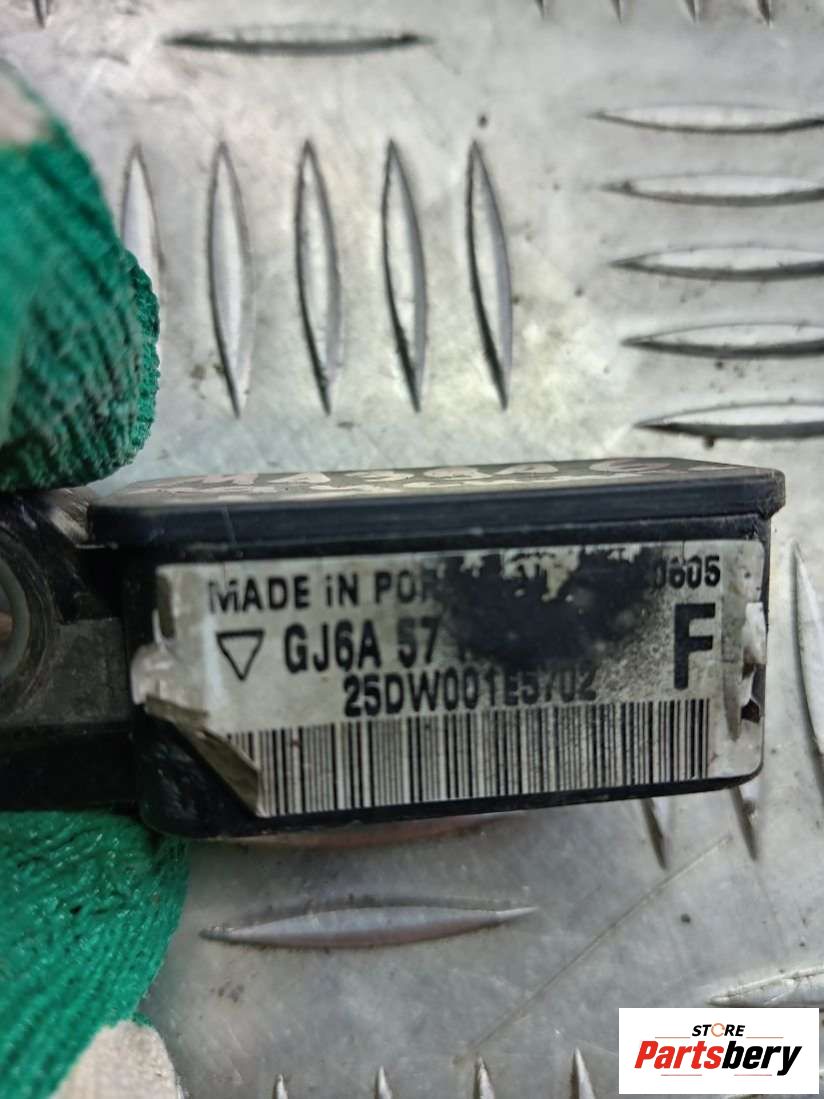 MADE iN POR 0605
GJ6A 57
F
25DW001E5702
STORE
Partsbery